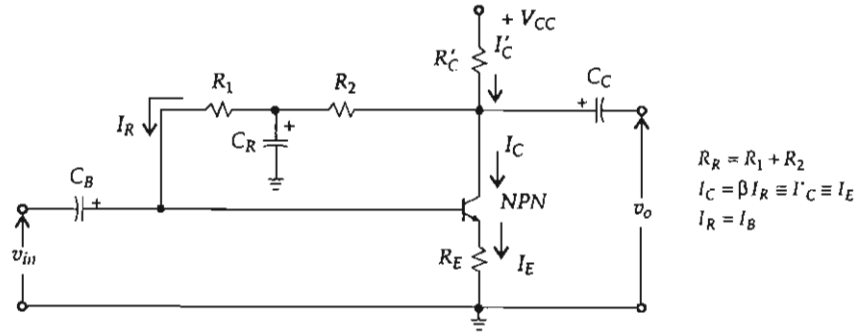 + V_CC
R'_C
I'_C
R_1
R_2
C_C
+
I_R
C_R
+
C_B
+
I_C
NPN
v_in
R_E
I_E
v_o
R_R = R_1 + R_2
I_C = βI_R ≡ I'_C ≡ I_E
I_R = I_B